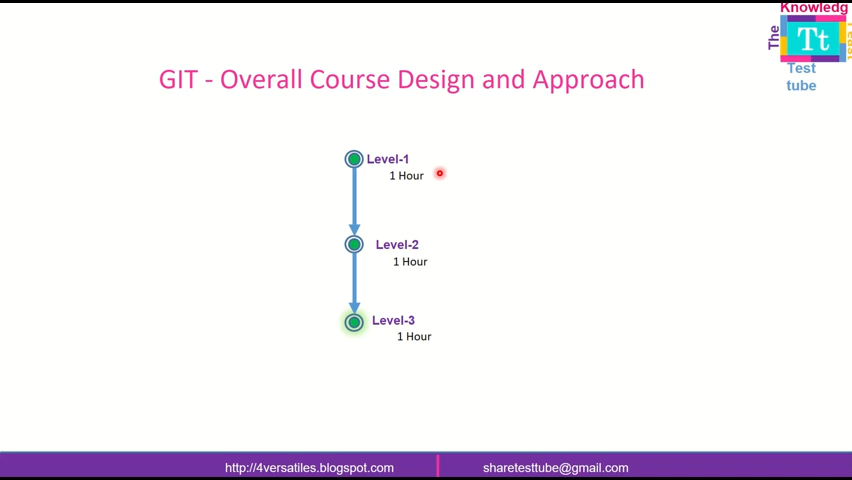 Knowledg
The
Tt
Test
tube
GIT - Overall Course Design and Approach
Level-1
1 Hour
Level-2
1 Hour
Level-3
1 Hour
http://4versatiles.blogspot.com
sharetesttube@gmail.com